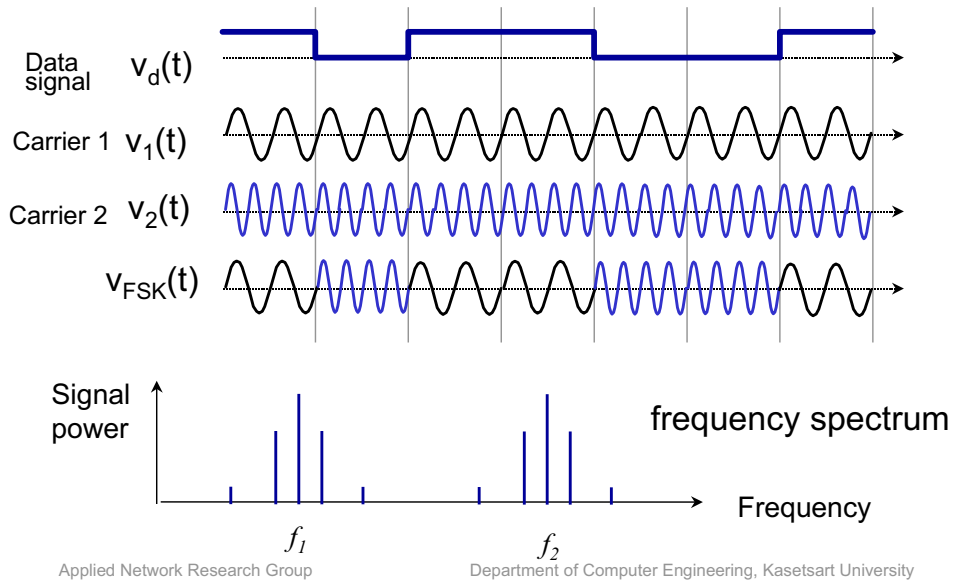 Data
signal
v_d(t)
Carrier 1 v_1(t)
Carrier 2 v_2(t)
v_FSK(t)
Signal
power
frequency spectrum
Frequency
f_1
f_2
Applied Network Research Group
Department of Computer Engineering, Kasetsart University